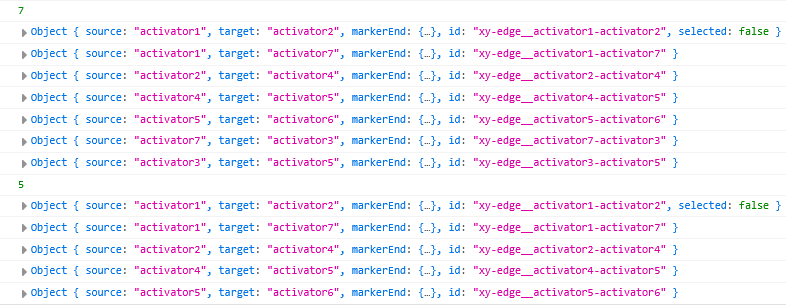 7
Object { source: "activator1", target: "activator2", markerEnd: {…}, id: "xy-edge__activator1-activator2", selected: false }
Object { source: "activator1", target: "activator7", markerEnd: {…}, id: "xy-edge__activator1-activator7" }
Object { source: "activator2", target: "activator4", markerEnd: {…}, id: "xy-edge__activator2-activator4" }
Object { source: "activator4", target: "activator5", markerEnd: {…}, id: "xy-edge__activator4-activator5" }
Object { source: "activator5", target: "activator6", markerEnd: {…}, id: "xy-edge__activator5-activator6" }
Object { source: "activator7", target: "activator3", markerEnd: {…}, id: "xy-edge__activator7-activator3" }
Object { source: "activator3", target: "activator5", markerEnd: {…}, id: "xy-edge__activator3-activator5" }
5
Object { source: "activator1", target: "activator2", markerEnd: {…}, id: "xy-edge__activator1-activator2", selected: false }
Object { source: "activator1", target: "activator7", markerEnd: {…}, id: "xy-edge__activator1-activator7" }
Object { source: "activator2", target: "activator4", markerEnd: {…}, id: "xy-edge__activator2-activator4" }
Object { source: "activator4", target: "activator5", markerEnd: {…}, id: "xy-edge__activator4-activator5" }
Object { source: "activator5", target: "activator6", markerEnd: {…}, id: "xy-edge__activator5-activator6" }